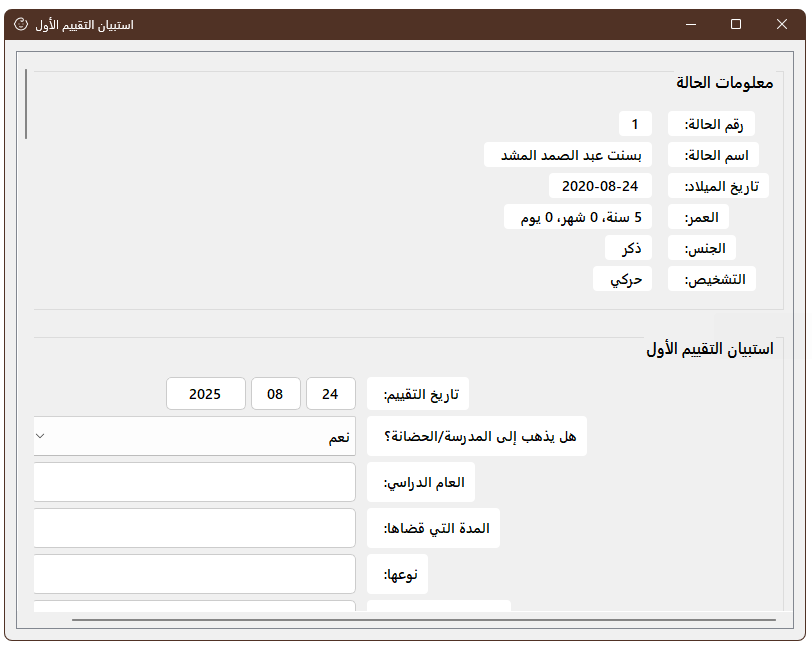 استبيان التقييم الأول
معلومات الحالة
رقم الحالة: 1
اسم الحالة: بسنت عبد الصمد المشد
تاريخ الميلاد: 2020-08-24
العمر: 5 سنة، 0 شهر، 0 يوم
الجنس: ذكر
التشخيص: حركي
استبيان التقييم الأول
تاريخ التقييم: 24 08 2025
هل يذهب إلى المدرسة/الحضانة؟ نعم
العام الدراسي:
المدة التي قضاها:
نوعها: